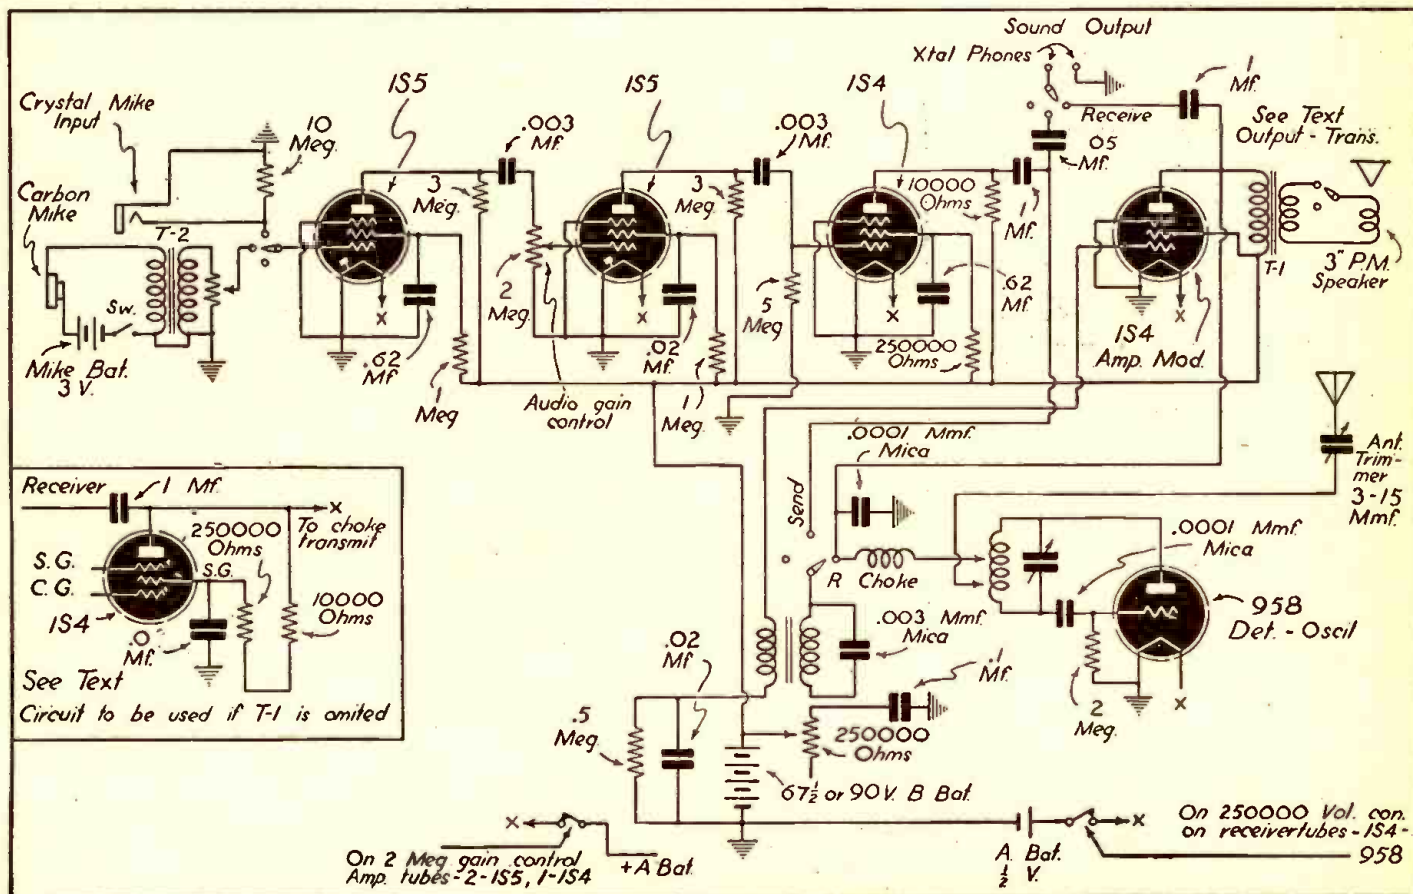 Sound Output
Xtal Phones
1S5
1S5
1S4
1
Mf.
Crystal Mike
Input
10
Meg.
.003
Mf.
.003
Mf.
Receive
.05
Mf.
See Text
Output - Trans.
Carbon
Mike
T-2
3
Meg.
3
Meg.
10000
Ohms
1
Mf.
T-1
3" P.M.
Speaker
Sw.
Mike Bat.
3 V.
X
.62
Mf
1
Meg
2
Meg.
X
.02
Mf.
1
Meg.
Audio gain
control
5
Meg
X
.62
Mf.
250000
Ohms
X
1S4
Amp. Mod.
.0001 Mmf.
Mica
Ant.
Trim-
mer
3-15
Mmf.
Receiver
1 Mf.
X
To choke
transmit
250000
Ohms
S.G.
S.G.
C.G.
1S4
.0
Mf.
10000
Ohms
See Text
Circuit to be used if T-1 is omited
Send
R
Choke
.0001 Mmf.
Mica
958
Det. - Oscil
X
2
Meg.
.003 Mmf.
Mica
.02
Mf
.1
Mf.
.5
Meg.
250000
Ohms
67½ or 90 V. B Bat.
X
On 2 Meg gain control
Amp. tubes - 2-1S5, 1-1S4
+A Bat.
A. Bat.
½
V.
X
On 250000 Vol. con.
on receiver tubes - 1S4 -
958